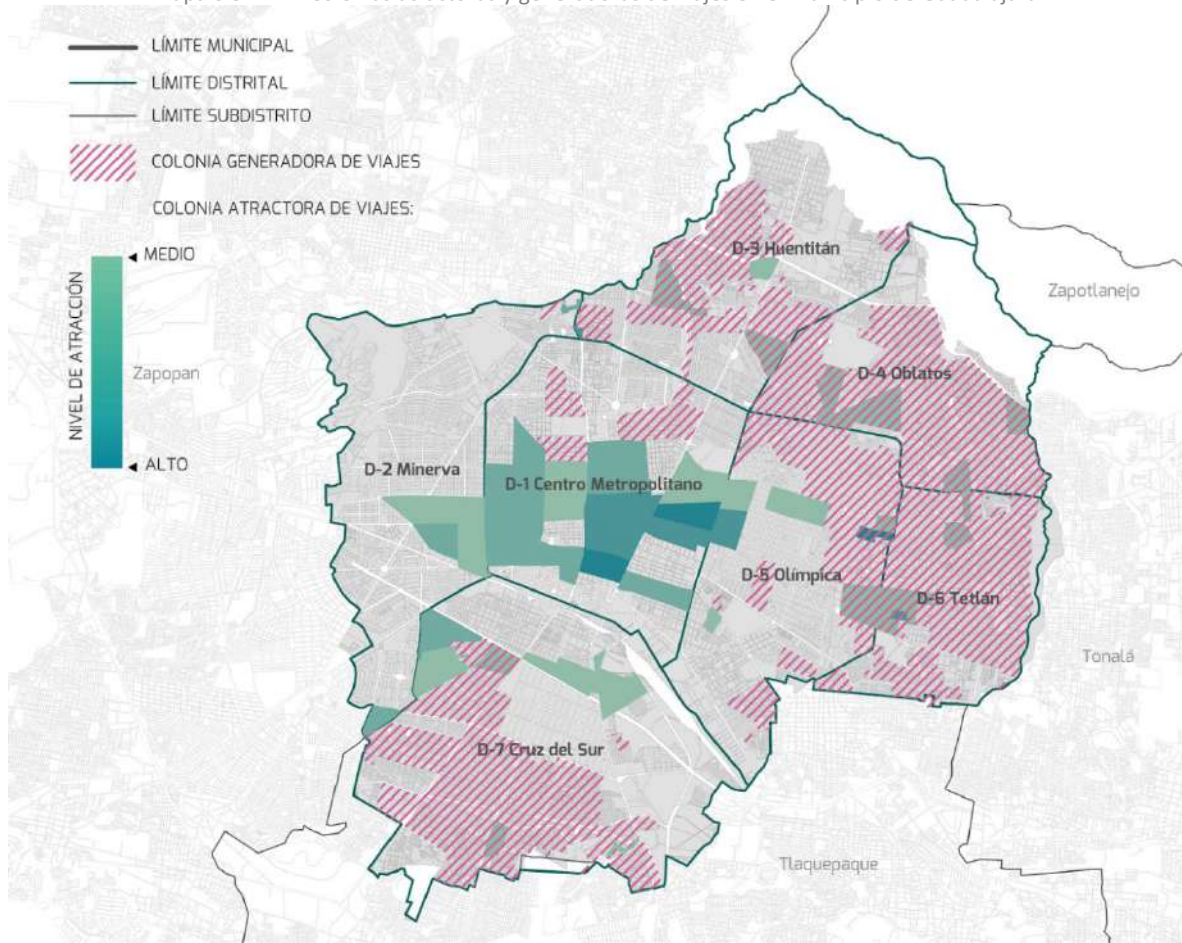 LÍMITE MUNICIPAL
LÍMITE DISTRITAL
LÍMITE SUBDISTRITO
COLONIA GENERADORA DE VIAJES
COLONIA ATRACTORA DE VIAJES:
NIVEL DE ATRACCIÓN
MEDIO
ALTO
Zapopan
D-3 Huentitán
Zapotlanejo
D-4 Oblatos
D-2 Minerva
D-1 Centro Metropolitano
D-5 Olímpica
D-6 Tetlán
Tonalá
D-7 Cruz del Sur
Tlaquepaque